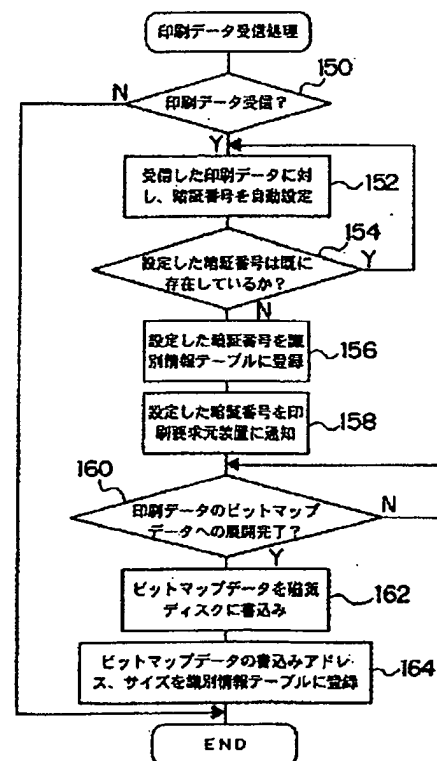 印刷データ受信処理
150
N
印刷データ受信?
Y
受信した印刷データに対
し、暗証番号を自動設定
152
154
設定した暗証番号は既に
存在しているか?
Y
N
設定した暗証番号を識
別情報テーブルに登録
156
設定した暗証番号を印
刷要求元装置に通知
158
160
印刷データのビットマップ
データへの展開完了?
N
Y
ビットマップデータを磁気
ディスクに書込み
162
ビットマップデータの書込みアドレ
ス、サイズを識別情報テーブルに登録
164
END